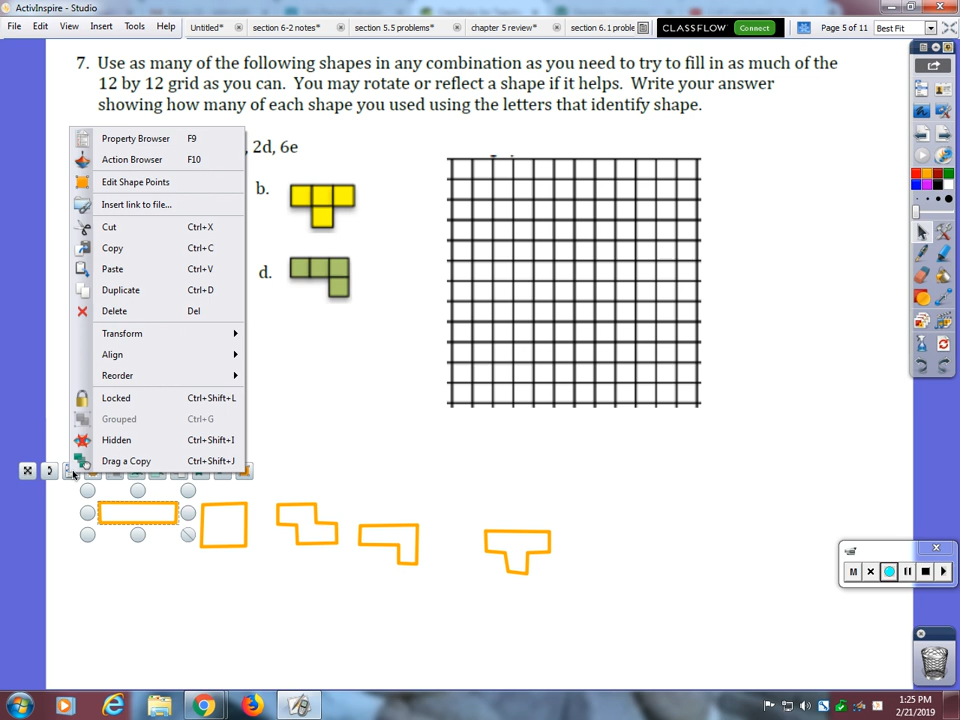 ActivInspire - Studio
File Edit View Insert Tools Help Untitled* section 6-2 notes* section 5.5 problems* chapter 5 review* section 6.1 proble CLASSFLOW Connect Page 5 of 11 Best Fit
7. Use as many of the following shapes in any combination as you need to try to fill in as much of the
12 by 12 grid as you can. You may rotate or reflect a shape if it helps. Write your answer
showing how many of each shape you used using the letters that identify shape.
, 2d, 6e
b.
d.
Property Browser F9
Action Browser F10
Edit Shape Points
Insert link to file...
Cut Ctrl+X
Copy Ctrl+C
Paste Ctrl+V
Duplicate Ctrl+D
Delete Del
Transform
Align
Reorder
Locked Ctrl+Shift+L
Grouped Ctrl+G
Hidden Ctrl+Shift+I
Drag a Copy Ctrl+Shift+J
M
1:25 PM
2/21/2019